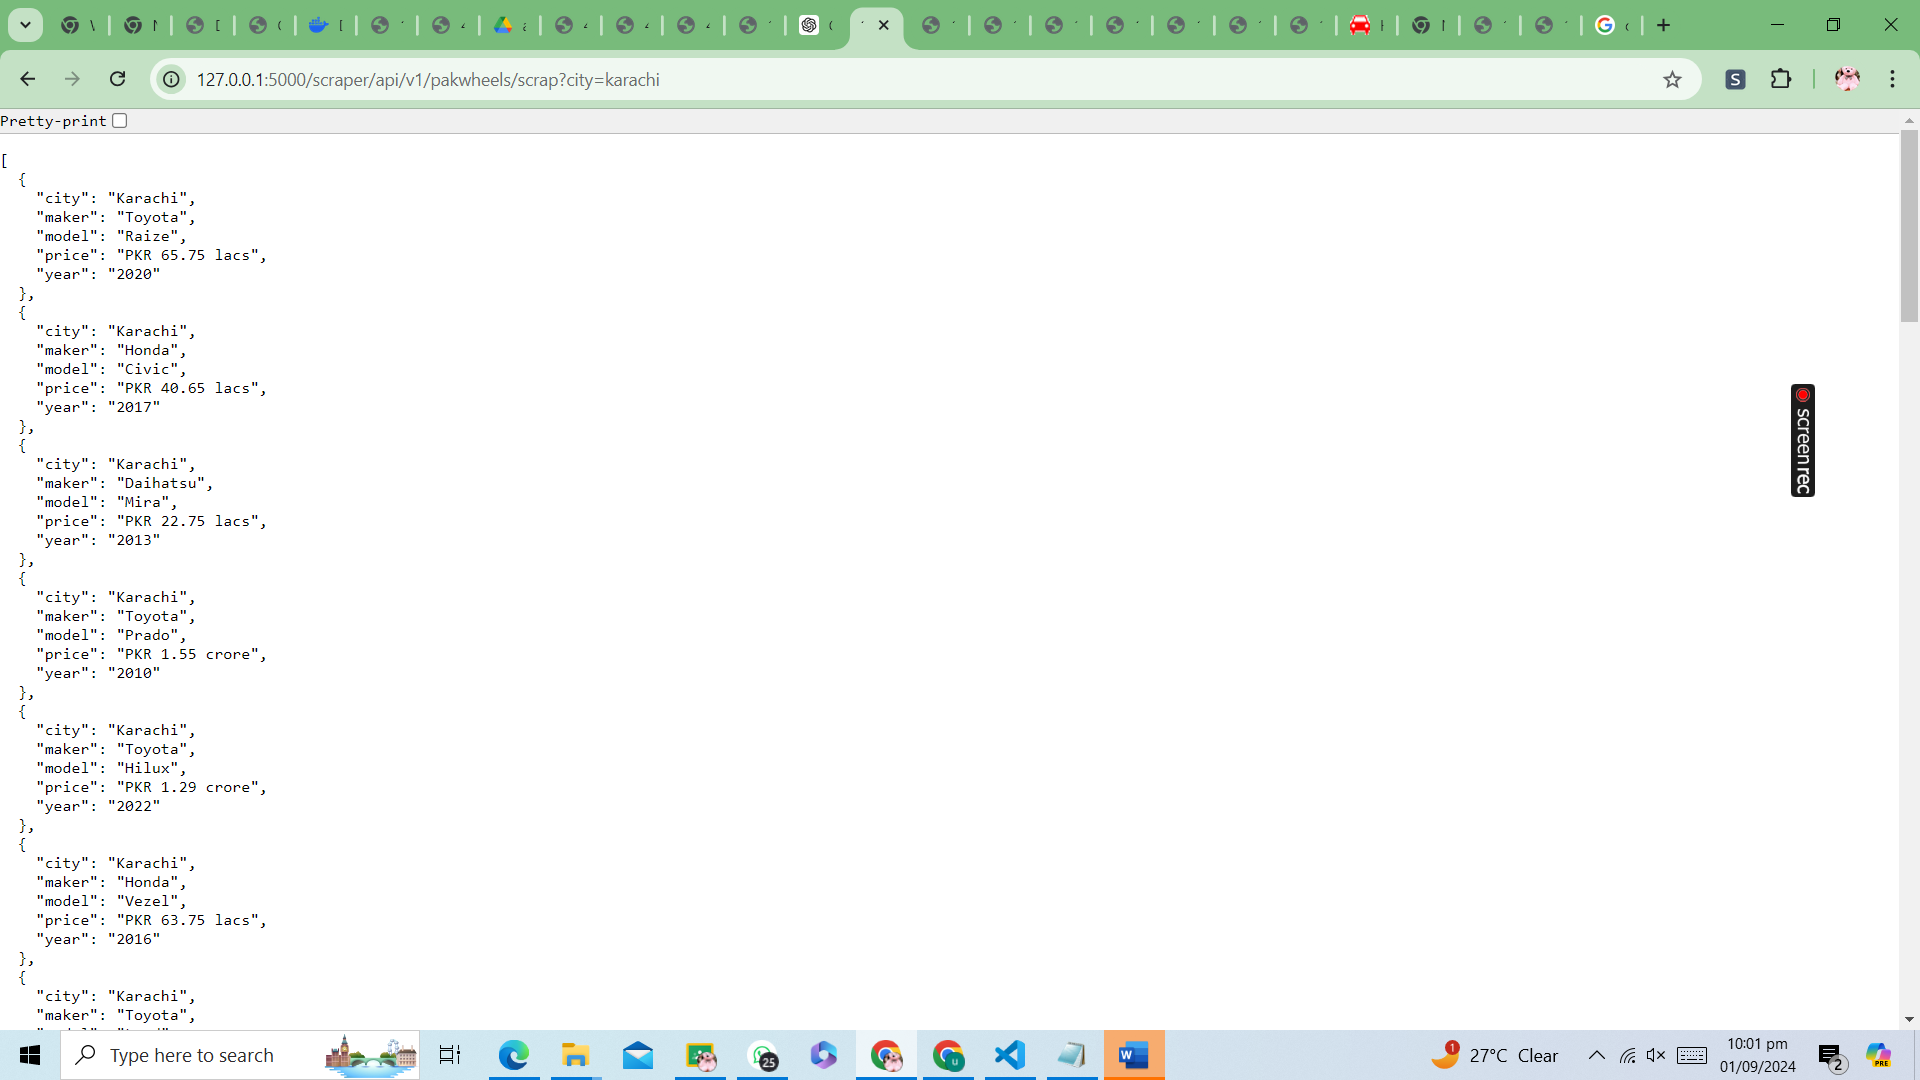 127.0.0.1:5000/scraper/api/v1/pakwheels/scrap?city=karachi
Pretty-print
[
{
"city": "Karachi",
"maker": "Toyota",
"model": "Raize",
"price": "PKR 65.75 lacs",
"year": "2020"
},
{
"city": "Karachi",
"maker": "Honda",
"model": "Civic",
"price": "PKR 40.65 lacs",
"year": "2017"
},
{
"city": "Karachi",
"maker": "Daihatsu",
"model": "Mira",
"price": "PKR 22.75 lacs",
"year": "2013"
},
{
"city": "Karachi",
"maker": "Toyota",
"model": "Prado",
"price": "PKR 1.55 crore",
"year": "2010"
},
{
"city": "Karachi",
"maker": "Toyota",
"model": "Hilux",
"price": "PKR 1.29 crore",
"year": "2022"
},
{
"city": "Karachi",
"maker": "Honda",
"model": "Vezel",
"price": "PKR 63.75 lacs",
"year": "2016"
},
{
"city": "Karachi",
"maker": "Toyota",
screenrec
Type here to search
25
1
27°C Clear
10:01 pm
01/09/2024
2
PRE